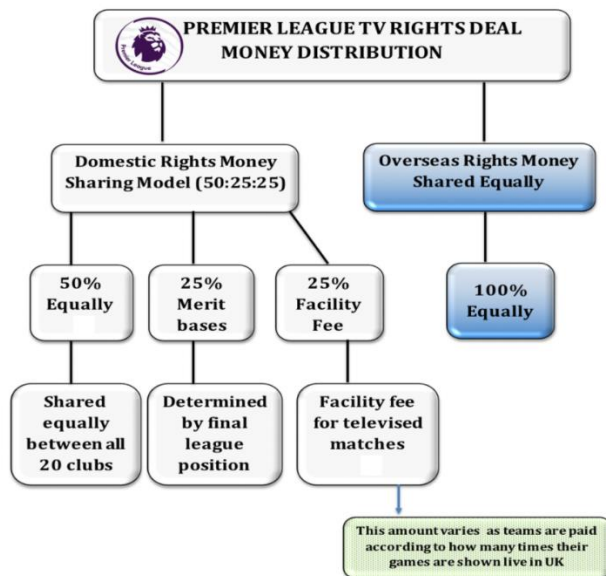 PREMIER LEAGUE TV RIGHTS DEAL
MONEY DISTRIBUTION
Premier League
Domestic Rights Money
Sharing Model (50:25:25)
Overseas Rights Money
Shared Equally
50%
Equally
25%
Merit
bases
25%
Facility
Fee
100%
Equally
Shared
equally
between all
20 clubs
Determined
by final
league
position
Facility fee
for televised
matches
This amount varies as teams are paid
according to how many times their
games are shown live in UK